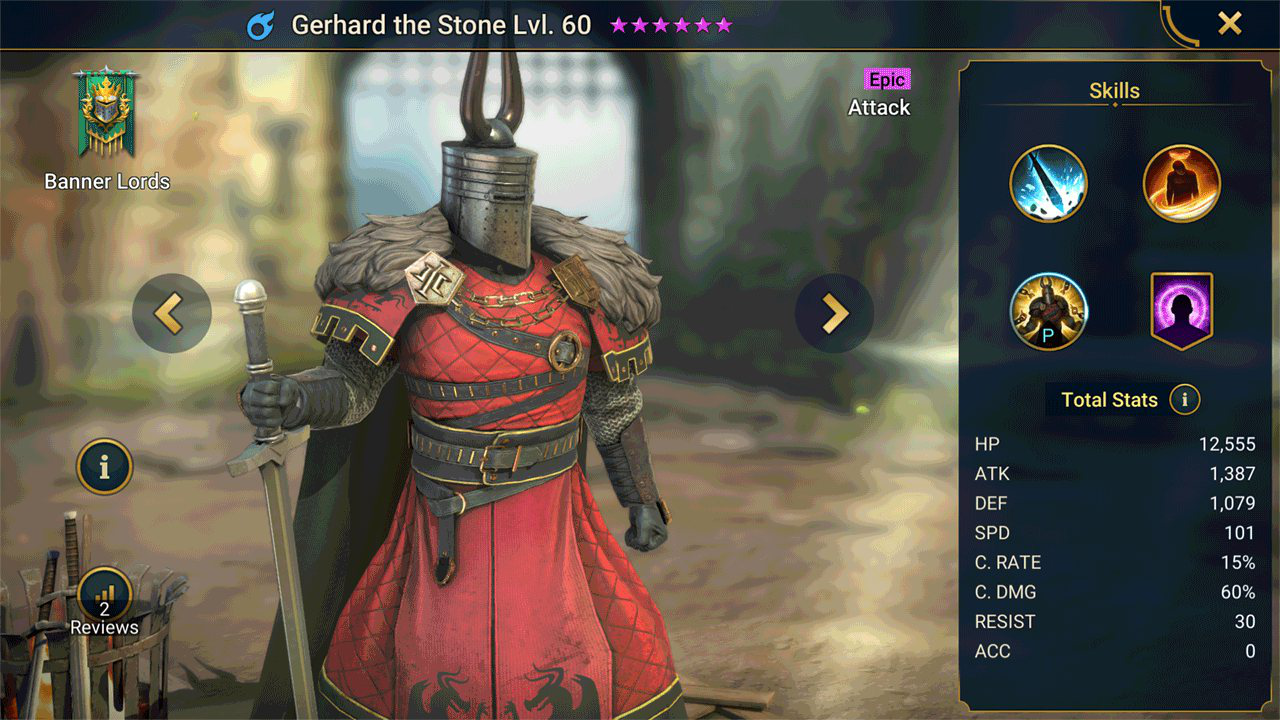 Gerhard the Stone Lvl. 60
Banner Lords
Epic
Attack
Skills
P
Total Stats i
HP 12,555
ATK 1,387
DEF 1,079
SPD 101
C. RATE 15%
C. DMG 60%
RESIST 30
ACC 0
i
2
Reviews